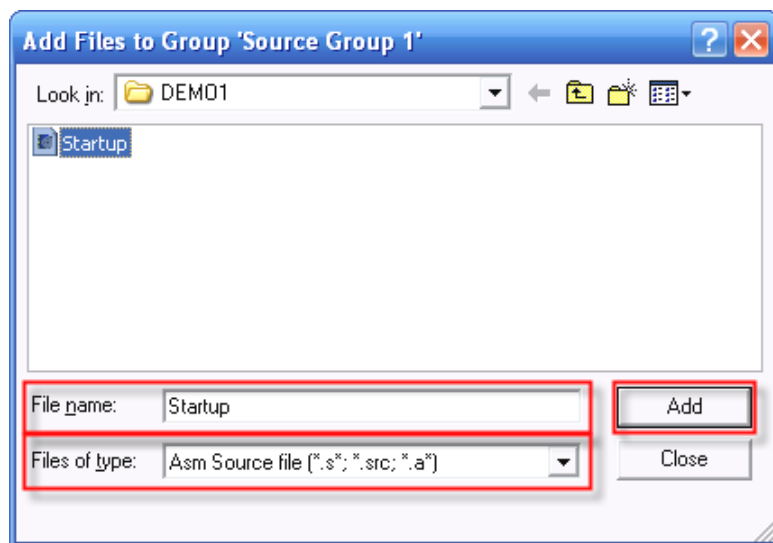 Add Files to Group 'Source Group 1'
Look in: DEMO1
Startup
File name: Startup Add
Files of type: Asm Source file (*.s*; *.src; *.a*) Close